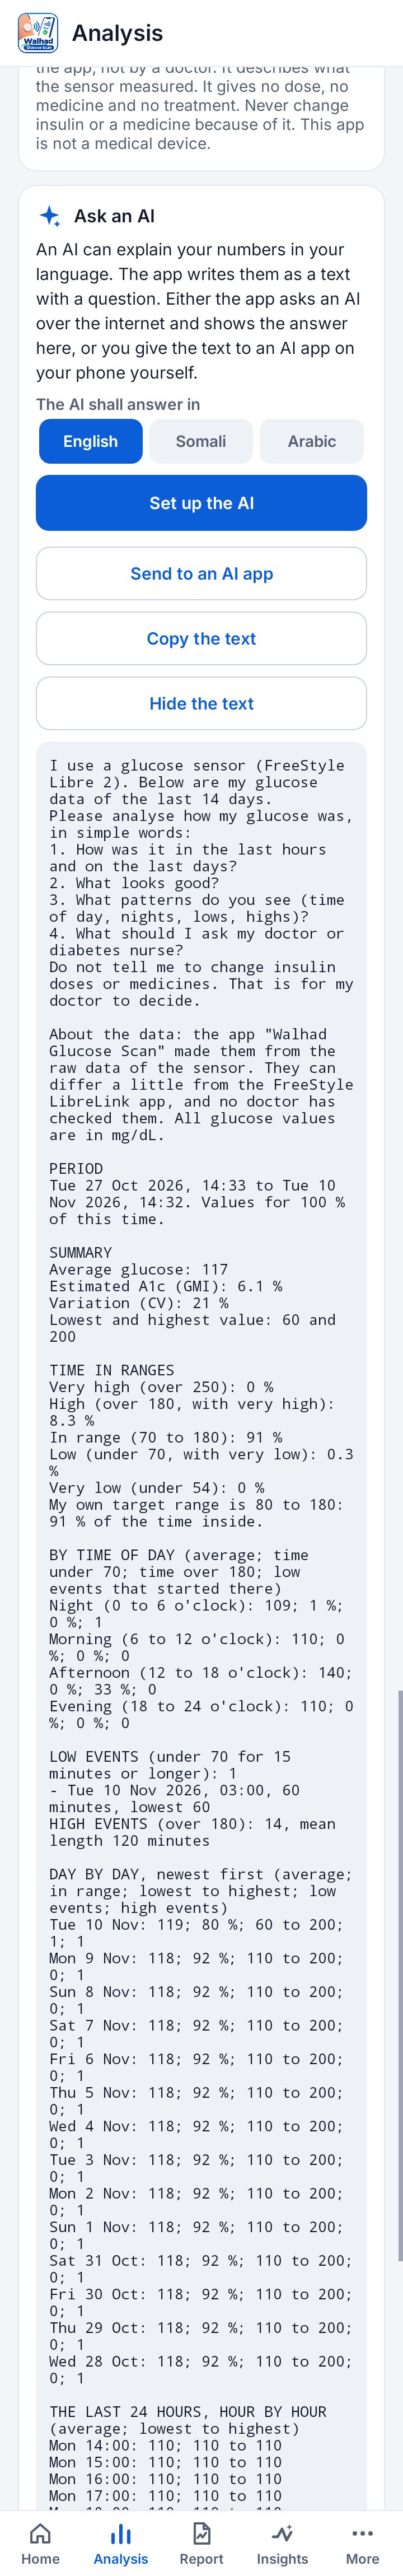 Walhad
Glucose Scan
Analysis
the app, not by a doctor. It describes what
the sensor measured. It gives no dose, no
medicine and no treatment. Never change
insulin or a medicine because of it. This app
is not a medical device.
Ask an AI
An AI can explain your numbers in your
language. The app writes them as a text
with a question. Either the app asks an AI
over the internet and shows the answer
here, or you give the text to an AI app on
your phone yourself.
The AI shall answer in
English
Somali
Arabic
Set up the AI
Send to an AI app
Copy the text
Hide the text
I use a glucose sensor (FreeStyle
Libre 2). Below are my glucose
data of the last 14 days.
Please analyse how my glucose was,
in simple words:
1. How was it in the last hours
and on the last days?
2. What looks good?
3. What patterns do you see (time
of day, nights, lows, highs)?
4. What should I ask my doctor or
diabetes nurse?
Do not tell me to change insulin
doses or medicines. That is for my
doctor to decide.
About the data: the app "Walhad
Glucose Scan" made them from the
raw data of the sensor. They can
differ a little from the FreeStyle
LibreLink app, and no doctor has
checked them. All glucose values
are in mg/dL.
PERIOD
Tue 27 Oct 2026, 14:33 to Tue 10
Nov 2026, 14:32. Values for 100 %
of this time.
SUMMARY
Average glucose: 117
Estimated A1c (GMI): 6.1 %
Variation (CV): 21 %
Lowest and highest value: 60 and
200
TIME IN RANGES
Very high (over 250): 0 %
High (over 180, with very high):
8.3 %
In range (70 to 180): 91 %
Low (under 70, with very low): 0.3
%
Very low (under 54): 0 %
My own target range is 80 to 180:
91 % of the time inside.
BY TIME OF DAY (average; time
under 70; time over 180; low
events that started there)
Night (0 to 6 o'clock): 109; 1 %;
0 %; 1
Morning (6 to 12 o'clock): 110; 0
%; 0 %; 0
Afternoon (12 to 18 o'clock): 140;
0 %; 33 %; 0
Evening (18 to 24 o'clock): 110; 0
%; 0 %; 0
LOW EVENTS (under 70 for 15
minutes or longer): 1
- Tue 10 Nov 2026, 03:00, 60
minutes, lowest 60
HIGH EVENTS (over 180): 14, mean
length 120 minutes
DAY BY DAY, newest first (average;
in range; lowest to highest; low
events; high events)
Tue 10 Nov: 119; 80 %; 60 to 200;
1; 1
Mon 9 Nov: 118; 92 %; 110 to 200;
0; 1
Sun 8 Nov: 118; 92 %; 110 to 200;
0; 1
Sat 7 Nov: 118; 92 %; 110 to 200;
0; 1
Fri 6 Nov: 118; 92 %; 110 to 200;
0; 1
Thu 5 Nov: 118; 92 %; 110 to 200;
0; 1
Wed 4 Nov: 118; 92 %; 110 to 200;
0; 1
Tue 3 Nov: 118; 92 %; 110 to 200;
0; 1
Mon 2 Nov: 118; 92 %; 110 to 200;
0; 1
Sun 1 Nov: 118; 92 %; 110 to 200;
0; 1
Sat 31 Oct: 118; 92 %; 110 to 200;
0; 1
Fri 30 Oct: 118; 92 %; 110 to 200;
0; 1
Thu 29 Oct: 118; 92 %; 110 to 200;
0; 1
Wed 28 Oct: 118; 92 %; 110 to 200;
0; 1
THE LAST 24 HOURS, HOUR BY HOUR
(average; lowest to highest)
Mon 14:00: 110; 110 to 110
Mon 15:00: 110; 110 to 110
Mon 16:00: 110; 110 to 110
Mon 17:00: 110; 110 to 110
Home
Analysis
Report
Insights
More